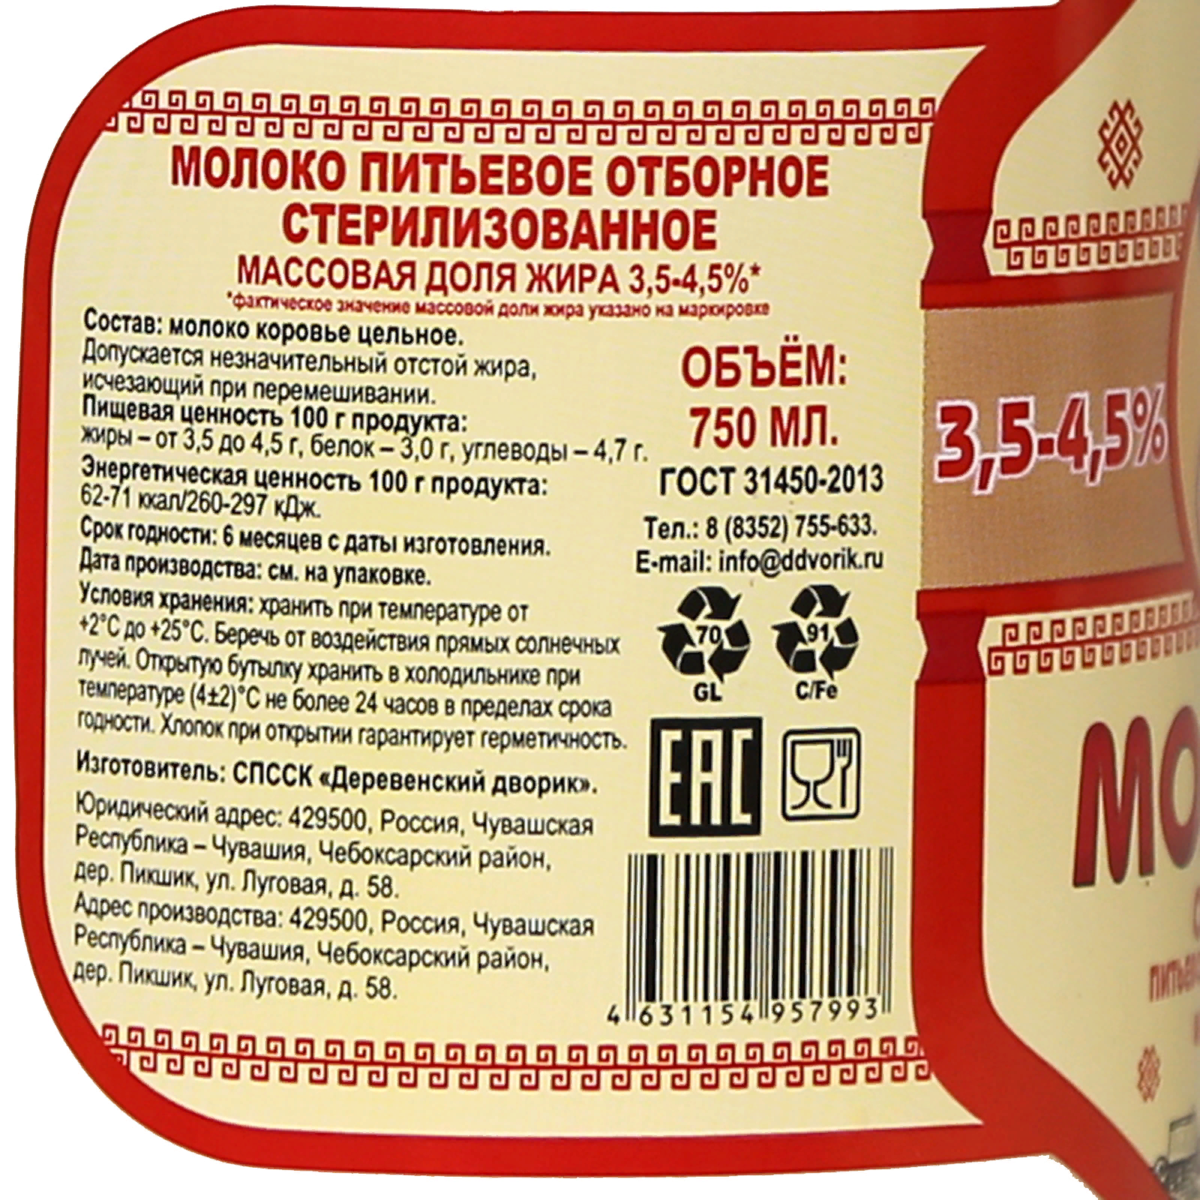 МОЛОКО ПИТЬЕВОЕ ОТБОРНОЕ
СТЕРИЛИЗОВАННОЕ
МАССОВАЯ ДОЛЯ ЖИРА 3,5-4,5%*
*фактическое значение массовой доли жира указано на маркировке
Состав: молоко коровье цельное.
Допускается незначительный отстой жира,
исчезающий при перемешивании.
Пищевая ценность 100 г продукта:
жиры – от 3,5 до 4,5 г, белок – 3,0 г, углеводы – 4,7 г.
Энергетическая ценность 100 г продукта:
62-71 ккал/260-297 кДж.
Срок годности: 6 месяцев с даты изготовления.
Дата производства: см. на упаковке.
Условия хранения: хранить при температуре от
+2°С до +25°С. Беречь от воздействия прямых солнечных
лучей. Открытую бутылку хранить в холодильнике при
температуре (4±2)°С не более 24 часов в пределах срока
годности. Хлопок при открытии гарантирует герметичность.
Изготовитель: СПССК «Деревенский дворик».
Юридический адрес: 429500, Россия, Чувашская
Республика – Чувашия, Чебоксарский район,
дер. Пикшик, ул. Луговая, д. 58.
Адрес производства: 429500, Россия, Чувашская
Республика – Чувашия, Чебоксарский район,
дер. Пикшик, ул. Луговая, д. 58.
ОБЪЁМ:
750 МЛ.
ГОСТ 31450-2013
Тел.: 8 (8352) 755-633.
E-mail: info@ddvorik.ru
70 91
GL C/Fe
EAC
4 631154 957993
3,5-4,5%
МО